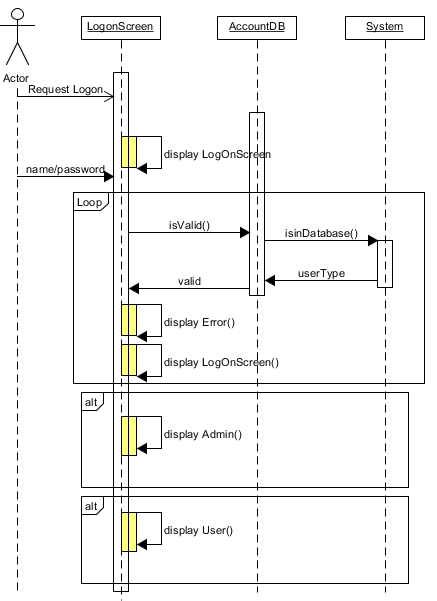 LogonScreen
AccountDB
System
Actor
Request Logon
display LogOnScreen
name/password
Loop
isValid()
isinDatabase()
userType
valid
display Error()
display LogOnScreen()
alt
display Admin()
alt
display User()